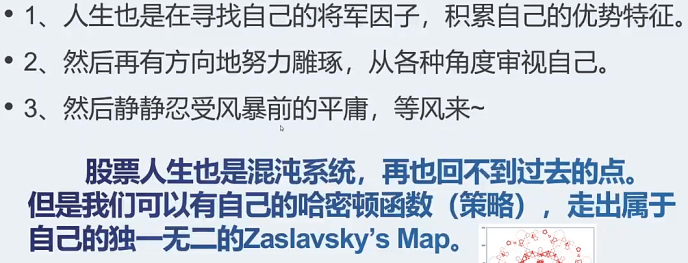 • 1、人生也是在寻找自己的将军因子，积累自己的优势特征。
• 2、然后再有方向地努力雕琢，从各种角度审视自己。
• 3、然后静静忍受风暴前的平庸，等风来~
股票人生也是混沌系统，再也回不到过去的点。
但是我们可以有自己的哈密顿函数（策略），走出属于
自己的独一无二的Zaslavsky’s Map。